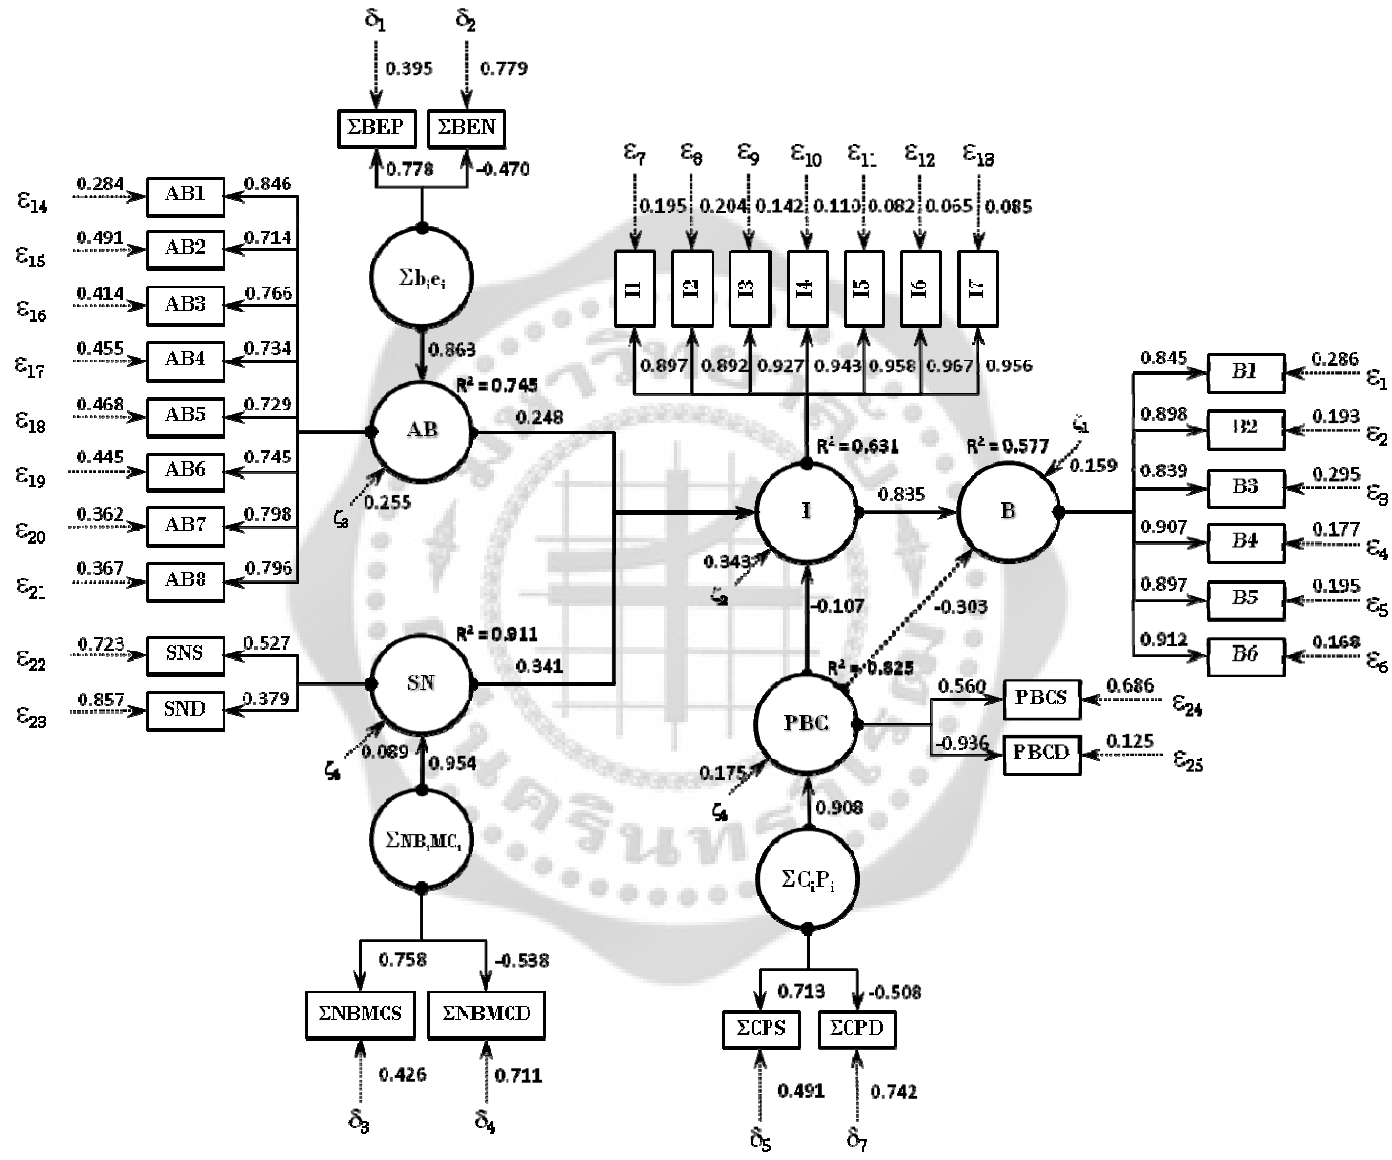 δ1 δ2
0.395 0.779
ΣBEP ΣBEN
0.778 -0.470
Σbiei
0.863
ε14 0.284 AB1 0.846
ε15 0.491 AB2 0.714
ε16 0.414 AB3 0.766
ε17 0.455 AB4 0.734
ε18 0.468 AB5 0.729
ε19 0.445 AB6 0.745
ε20 0.362 AB7 0.798
ε21 0.367 AB8 0.796
R² = 0.745
AB 0.248
ζ3 0.255
ε22 0.723 SNS 0.527
ε23 0.857 SND 0.379
R² = 0.911
SN 0.341
ζ4 0.089
0.954
ΣNBiMCi
0.758 -0.538
ΣNBMCS ΣNBMCD
0.426 0.711
δ3 δ4
ε7 ε8 ε9 ε10 ε11 ε12 ε13
0.195 0.204 0.142 0.110 0.082 0.065 0.085
I1 I2 I3 I4 I5 I6 I7
0.897 0.892 0.927 0.943 0.958 0.967 0.956
R² = 0.631
I 0.835
0.343
ζ2
-0.107 -0.303
R² = 0.577
ζ1
0.159
B
0.845 B1 0.286 ε1
0.898 B2 0.193 ε2
0.839 B3 0.295 ε3
0.907 B4 0.177 ε4
0.897 B5 0.195 ε5
0.912 B6 0.168 ε6
R² = 0.825
PBC
0.175
ζ4
0.560 PBCS 0.686 ε24
-0.936 PBCD 0.125 ε25
0.908
ΣCiPi
0.713 -0.508
ΣCPS ΣCPD
0.491 0.742
δ5 δ7